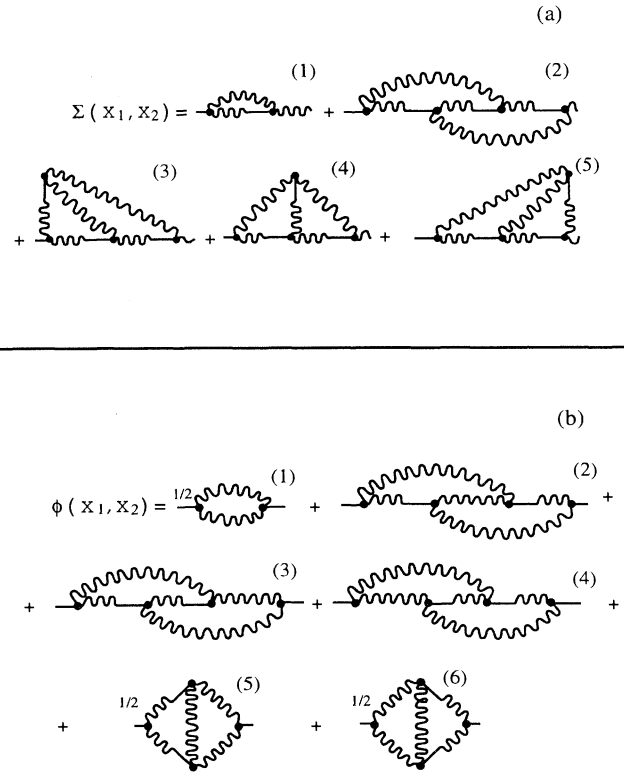 (a)
(1)
(2)
Σ ( X₁, X₂ ) = +
(3)
(4)
(5)
+ + +
(b)
(1)
(2)
ϕ ( X₁, X₂ ) = 1/2 + +
(3)
(4)
+ + +
(5)
(6)
+ 1/2 + 1/2